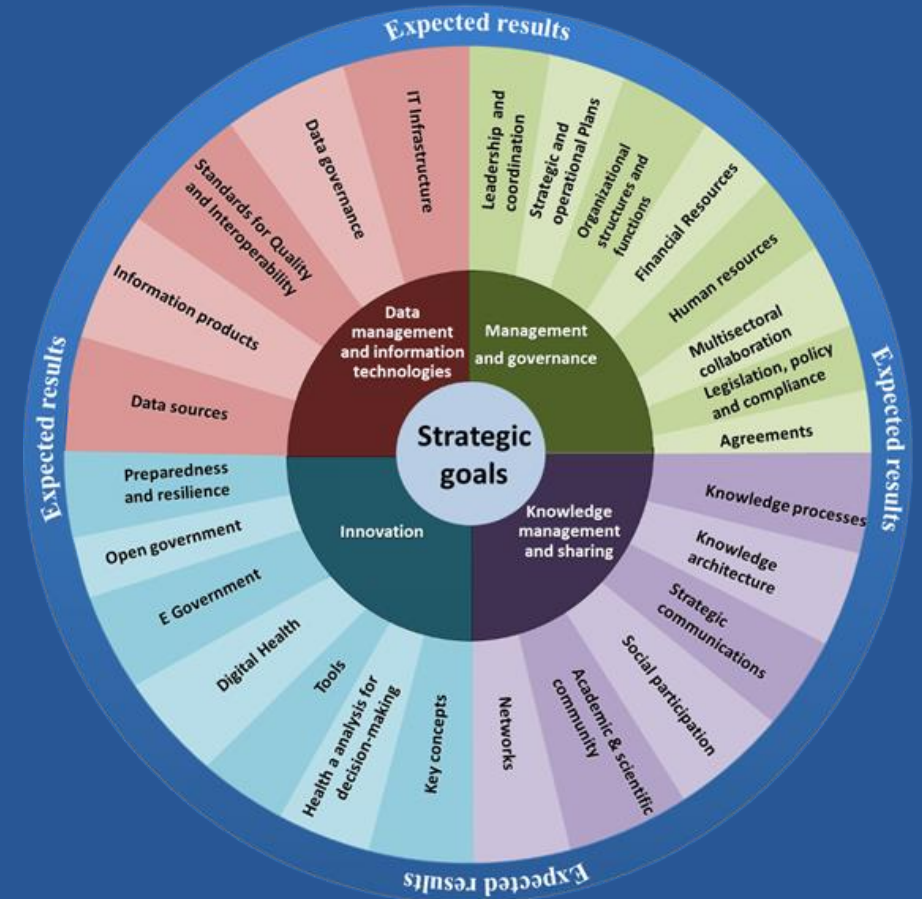 Expected results
Expected results
Expected results
Expected results
Strategic
goals
Data
management
and information
technologies
Management
and governance
Knowledge
management
and sharing
Innovation
Leadership and
coordination
Strategic and
operational Plans
Organizational
structures and
functions
Financial Resources
Human resources
Multisectoral
collaboration
Legislation, policy
and compliance
Agreements
Knowledge processes
Knowledge
architecture
Strategic
communications
Social participation
Academic & scientific
community
Networks
Key concepts
Health a analysis for
decision-making
Tools
Digital Health
E Government
Open government
Preparedness
and resilience
Data sources
Information products
Standards for Quality
and Interoperability
Data governance
IT Infrastructure